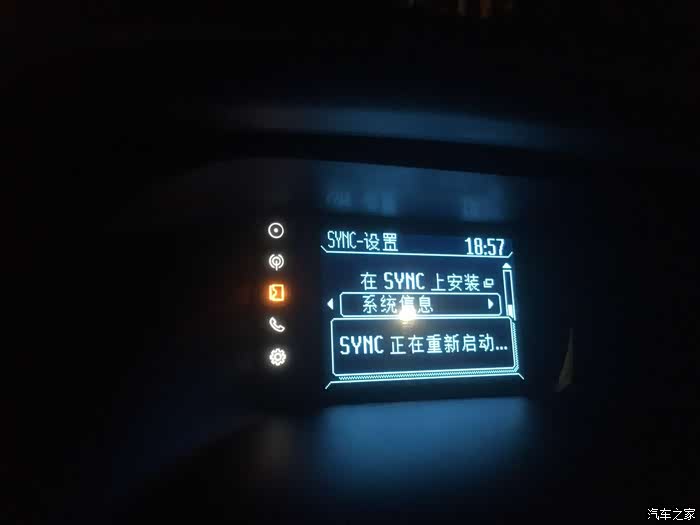 SYNC-设置 18:57
在 SYNC 上安装
系统信息
SYNC 正在重新启动...
汽车之家